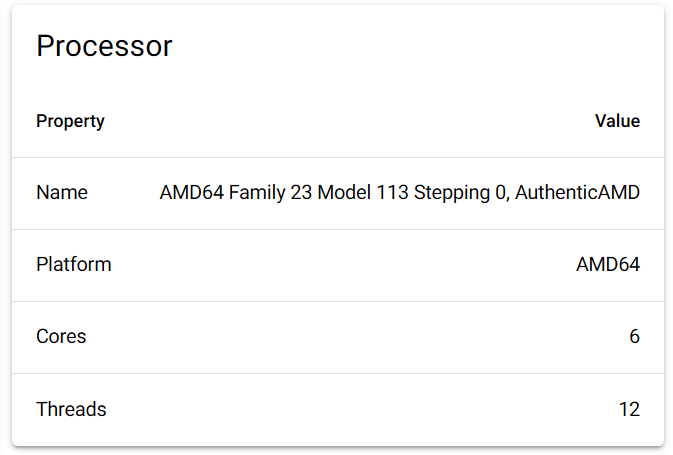 Processor
Property Value
Name AMD64 Family 23 Model 113 Stepping 0, AuthenticAMD
Platform AMD64
Cores 6
Threads 12